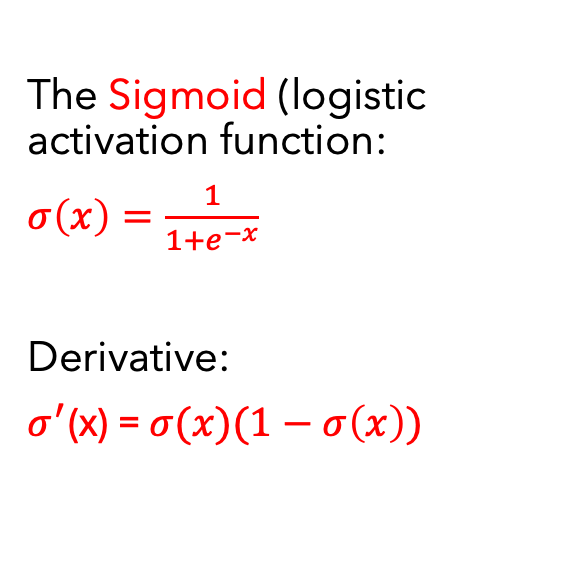 The Sigmoid (logistic
activation function:
σ(x) = 1/(1+e^−x)
Derivative:
σ′(x) = σ(x)(1 − σ(x))